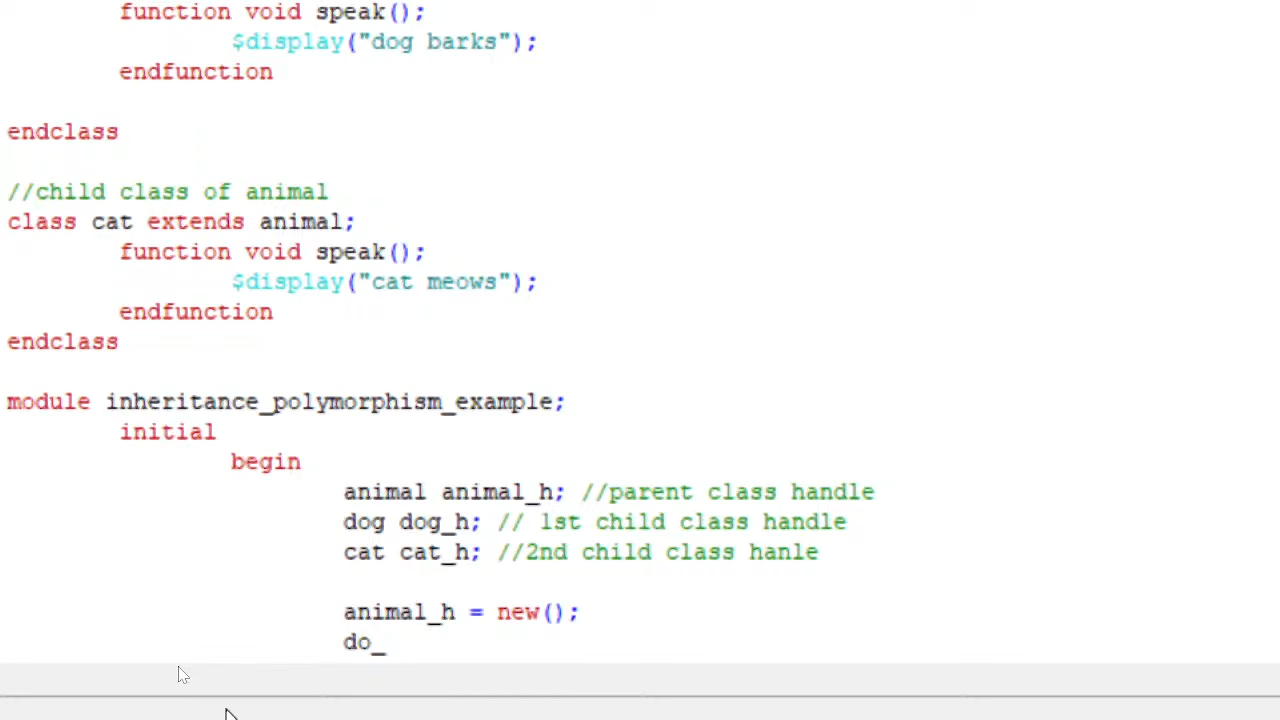 function void speak();
$display("dog barks");
endfunction
endclass
//child class of animal
class cat extends animal;
function void speak();
$display("cat meows");
endfunction
endclass
module inheritance_polymorphism_example;
initial
begin
animal animal_h; //parent class handle
dog dog_h; // 1st child class handle
cat cat_h; //2nd child class hanle
animal_h = new();
do_